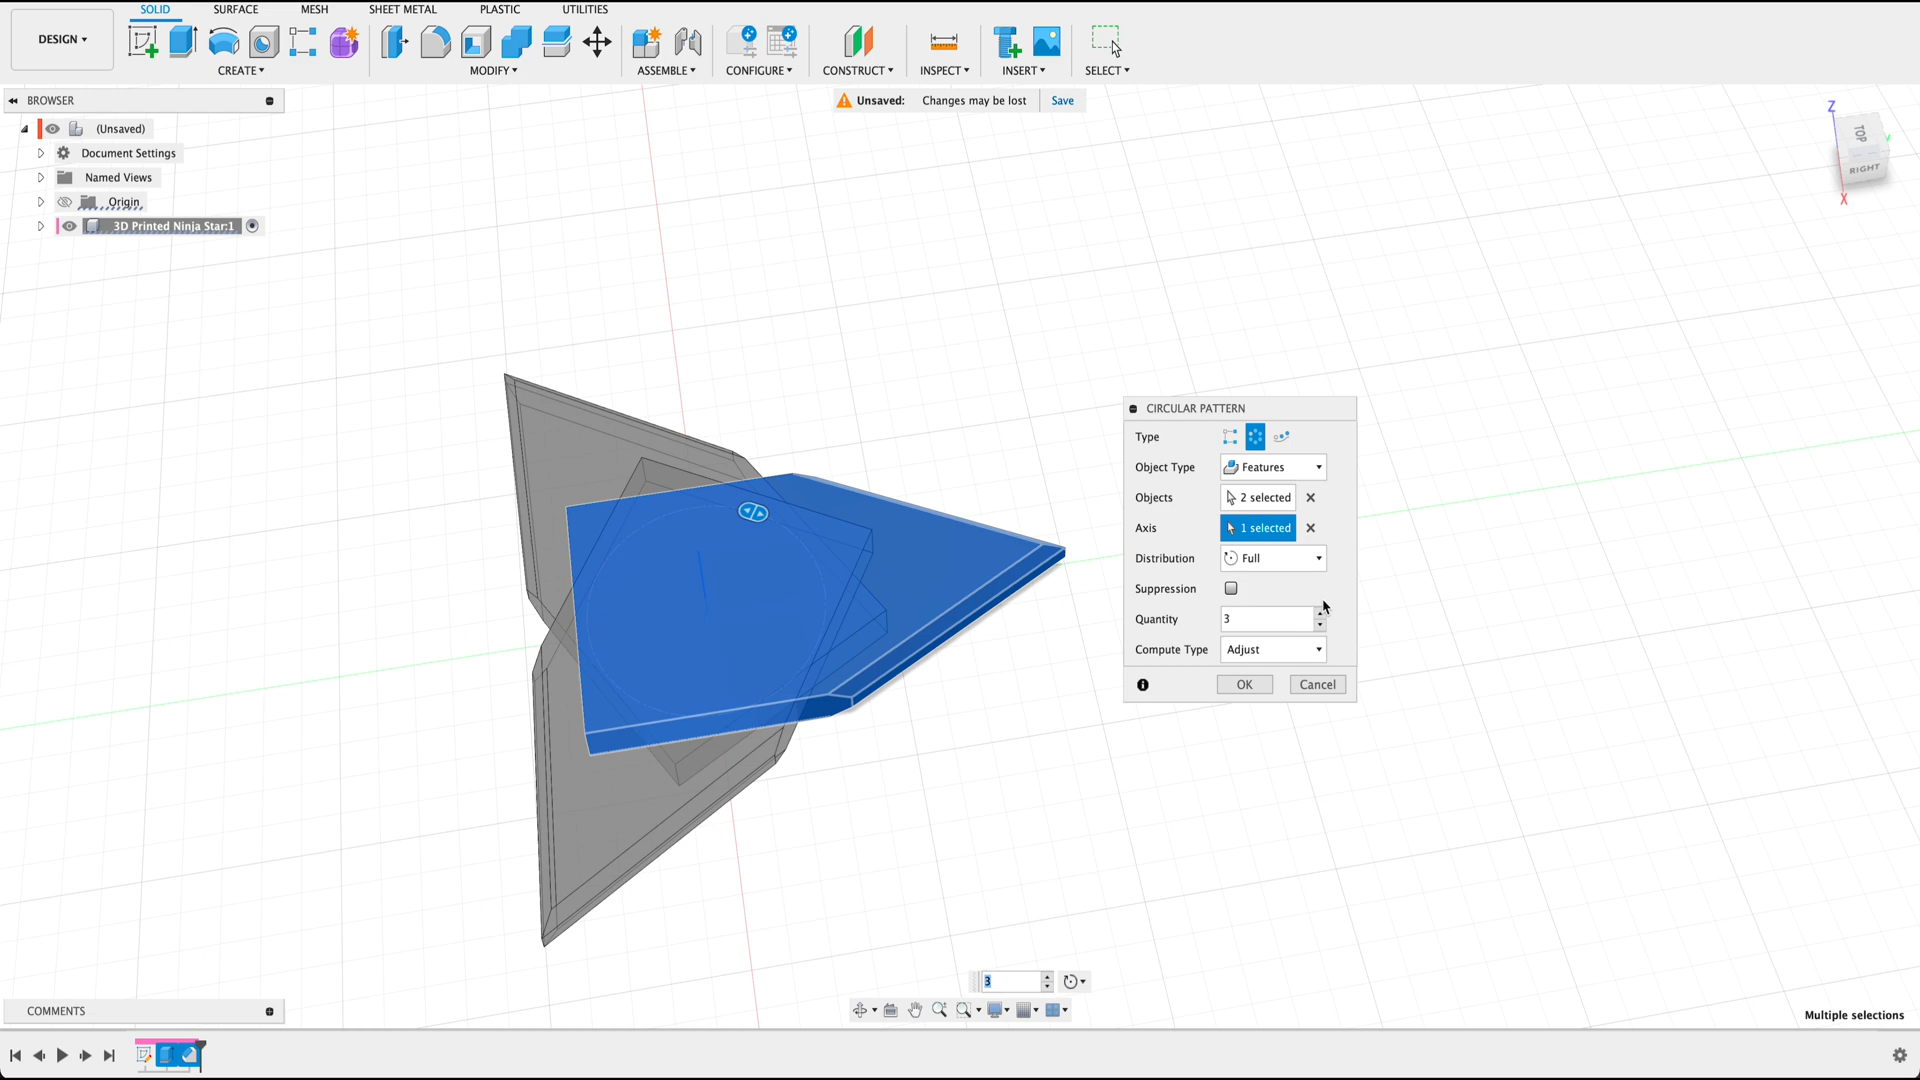 SOLID SURFACE MESH SHEET METAL PLASTIC UTILITIES
DESIGN
CREATE MODIFY ASSEMBLE CONFIGURE CONSTRUCT INSPECT INSERT SELECT
BROWSER
Unsaved: Changes may be lost Save
(Unsaved)
Document Settings
Named Views
Origin
3D Printed Ninja Star:1
Z
TOP
RIGHT
X
CIRCULAR PATTERN
Type
Object Type Features
Objects 2 selected
Axis 1 selected
Distribution Full
Suppression
Quantity 3
Compute Type Adjust
OK Cancel
3
COMMENTS
Multiple selections